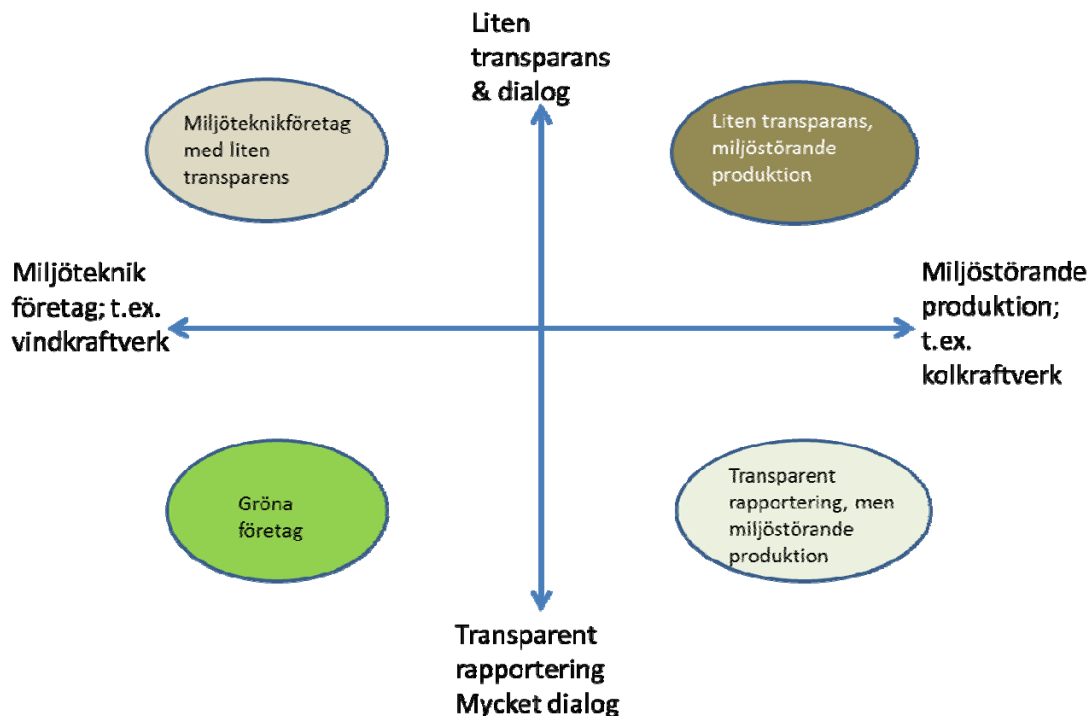 Liten
transparans
& dialog
Miljöteknikföretag
med liten
transparens
Liten transparans,
miljöstörande
produktion
Miljöteknik
företag; t.ex.
vindkraftverk
Miljöstörande
produktion;
t.ex.
kolkraftverk
Gröna
företag
Transparent
rapportering, men
miljöstörande
produktion
Transparent
rapportering
Mycket dialog